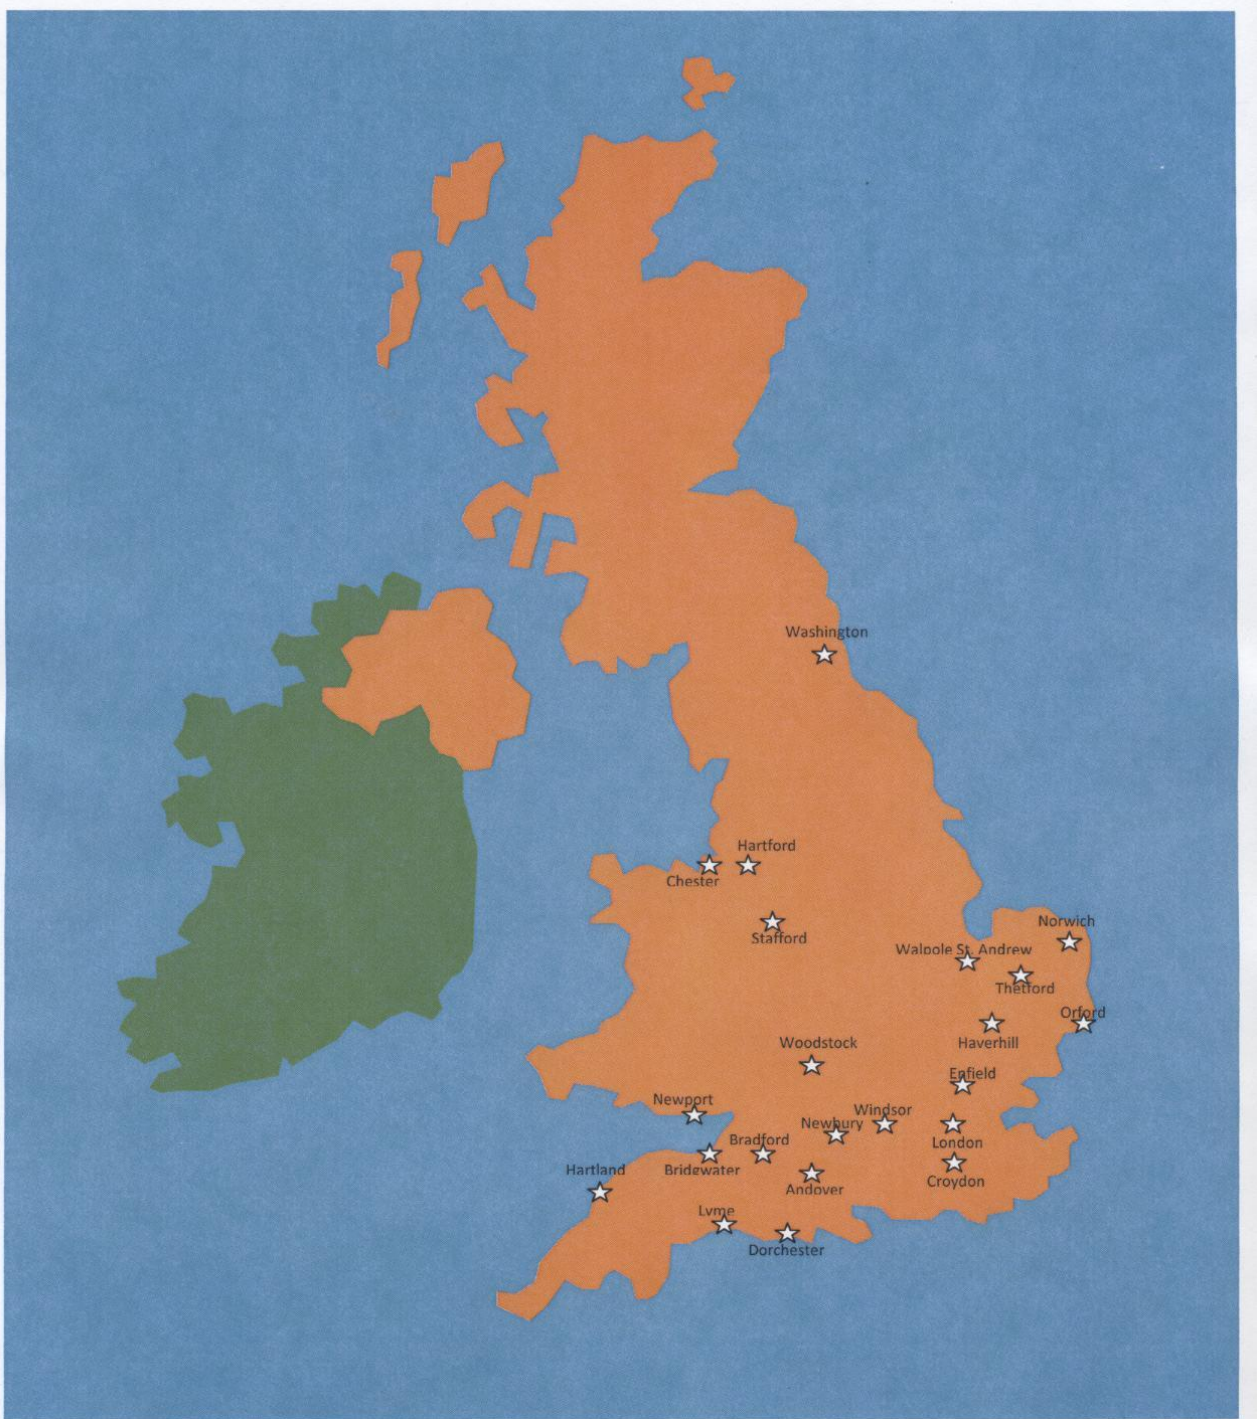 Washington
Hartford
Chester
Stafford
Norwich
Walpole St. Andrew
Thetford
Orford
Haverhill
Woodstock
Enfield
Newport
Windsor
Newbury
London
Bradford
Bridgwater
Hartland
Croydon
Andover
Lyme
Dorchester